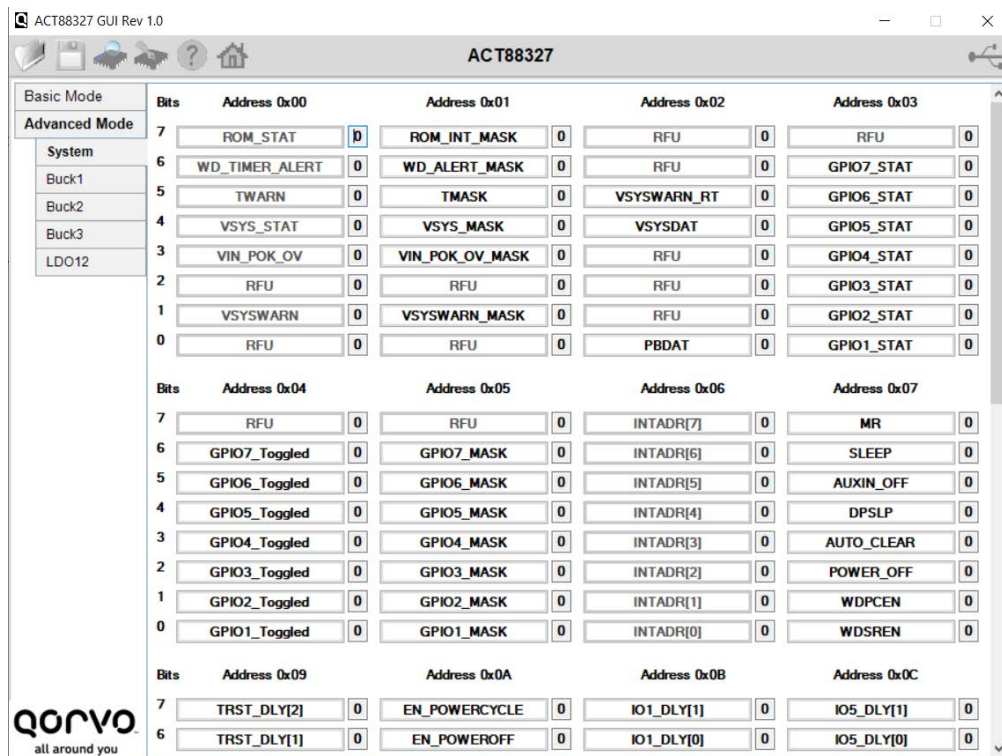 ACT88327 GUI Rev 1.0
ACT88327
Basic Mode
Advanced Mode
System
Buck1
Buck2
Buck3
LDO12
Bits Address 0x00 Address 0x01 Address 0x02 Address 0x03
7 ROM_STAT 0 ROM_INT_MASK 0 RFU 0 RFU 0
6 WD_TIMER_ALERT 0 WD_ALERT_MASK 0 RFU 0 GPIO7_STAT 0
5 TWARN 0 TMASK 0 VSYSWARN_RT 0 GPIO6_STAT 0
4 VSYS_STAT 0 VSYS_MASK 0 VSYSDAT 0 GPIO5_STAT 0
3 VIN_POK_OV 0 VIN_POK_OV_MASK 0 RFU 0 GPIO4_STAT 0
2 RFU 0 RFU 0 RFU 0 GPIO3_STAT 0
1 VSYSWARN 0 VSYSWARN_MASK 0 RFU 0 GPIO2_STAT 0
0 RFU 0 RFU 0 PBDAT 0 GPIO1_STAT 0
Bits Address 0x04 Address 0x05 Address 0x06 Address 0x07
7 RFU 0 RFU 0 INTADR[7] 0 MR 0
6 GPIO7_Toggled 0 GPIO7_MASK 0 INTADR[6] 0 SLEEP 0
5 GPIO6_Toggled 0 GPIO6_MASK 0 INTADR[5] 0 AUXIN_OFF 0
4 GPIO5_Toggled 0 GPIO5_MASK 0 INTADR[4] 0 DPSLP 0
3 GPIO4_Toggled 0 GPIO4_MASK 0 INTADR[3] 0 AUTO_CLEAR 0
2 GPIO3_Toggled 0 GPIO3_MASK 0 INTADR[2] 0 POWER_OFF 0
1 GPIO2_Toggled 0 GPIO2_MASK 0 INTADR[1] 0 WDPCEN 0
0 GPIO1_Toggled 0 GPIO1_MASK 0 INTADR[0] 0 WDSREN 0
Bits Address 0x09 Address 0x0A Address 0x0B Address 0x0C
7 TRST_DLY[2] 0 EN_POWERCYCLE 0 IO1_DLY[1] 0 IO5_DLY[1] 0
6 TRST_DLY[1] 0 EN_POWEROFF 0 IO1_DLY[0] 0 IO5_DLY[0] 0
QORVO
all around you